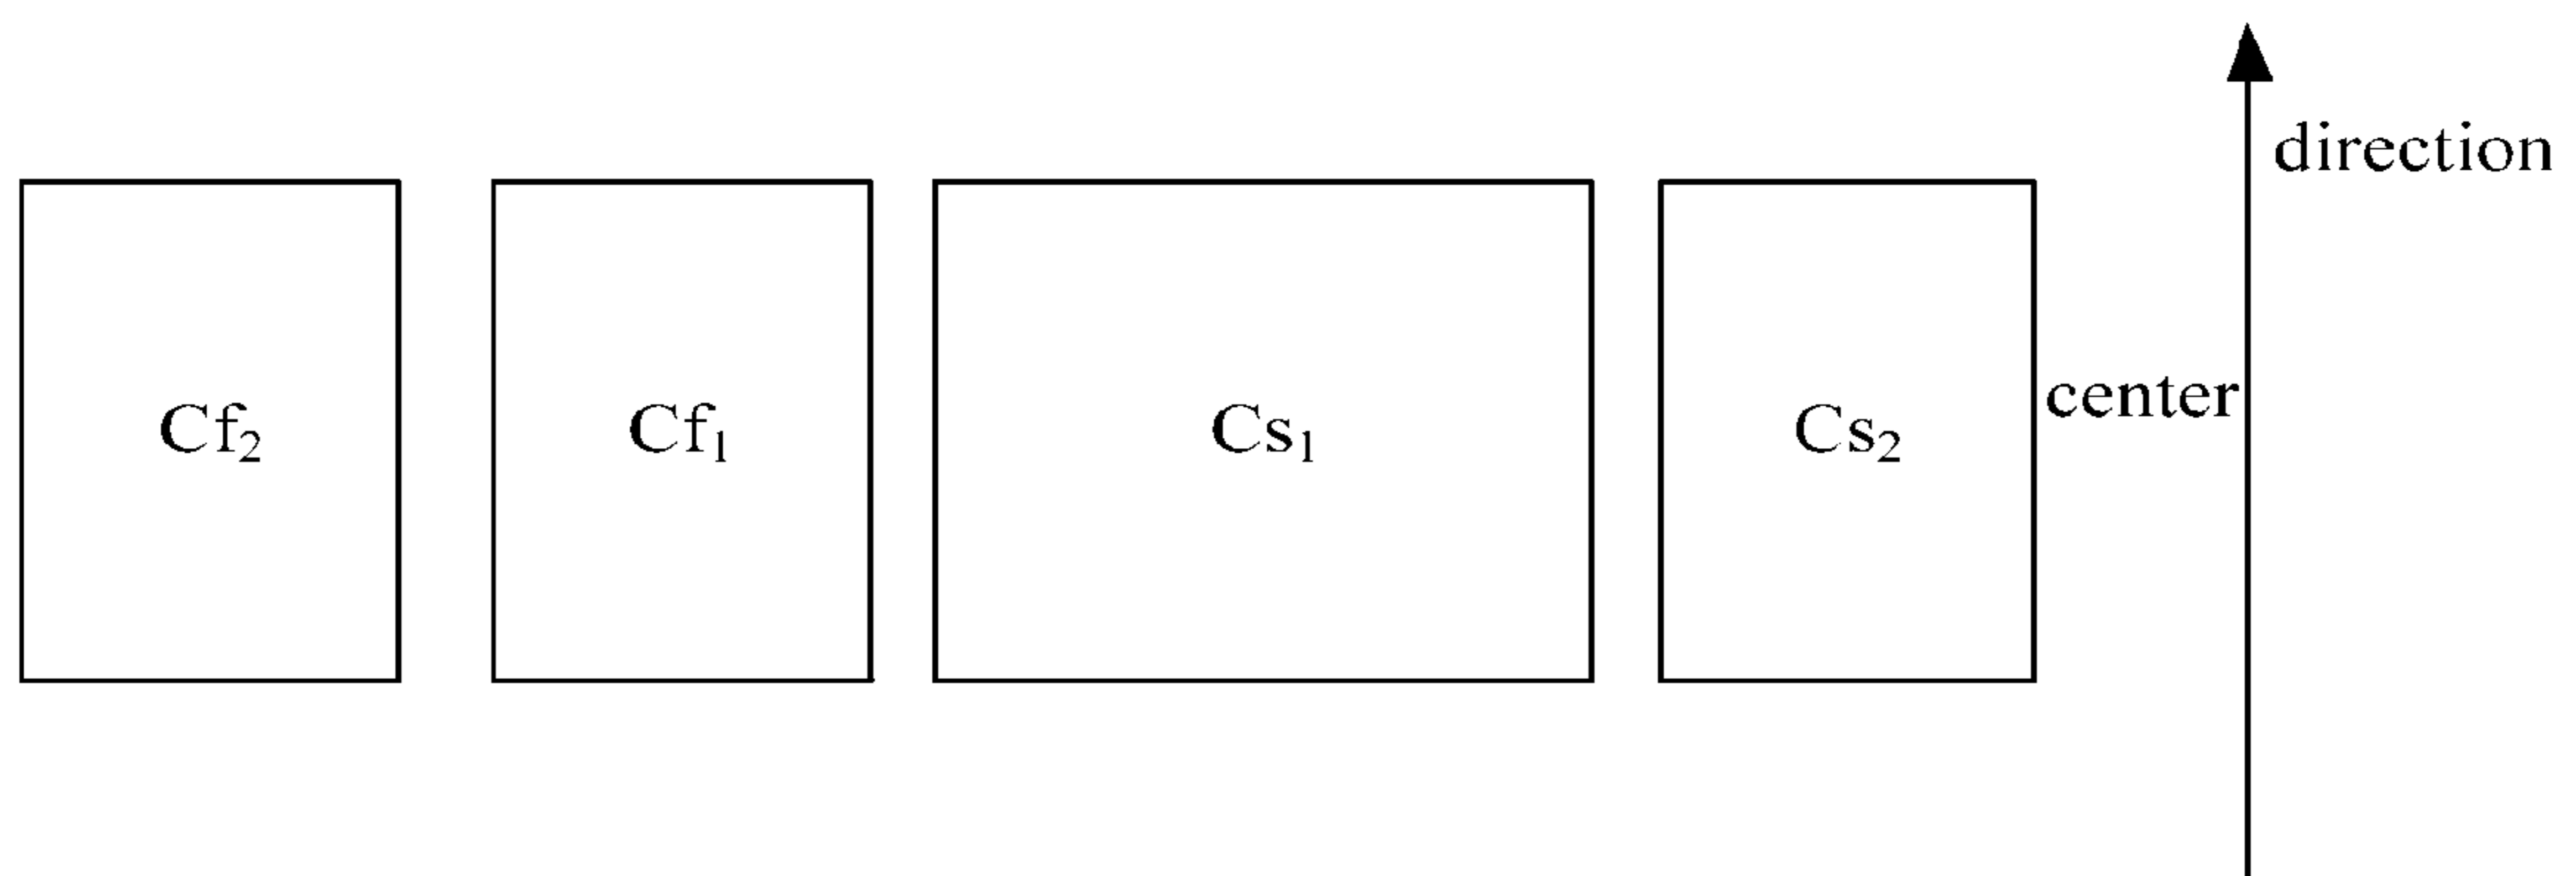 direction
Cf₂ Cf₁ Cs₁ Cs₂ center